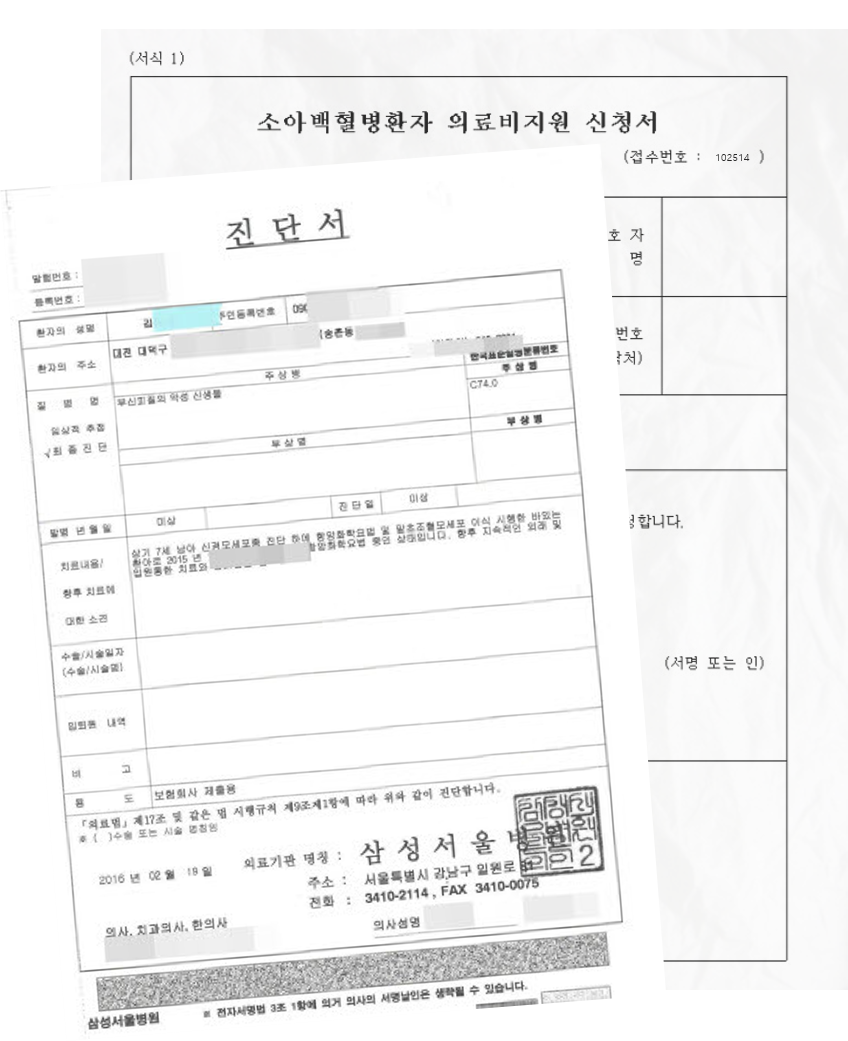 (서식 1)
소아백혈병환자 의료비지원 신청서
(접수번호 : 102514 )
호 자
명
번호
락처)
청합니다.
(서명 또는 인)
진 단 서
발행번호 :
등록번호 :
환자의 성명
김
주민등록번호
090
환자의 주소
대전 대덕구
(송촌동
질 병 명
주 상 병
한국표준질병분류번호
주 상 병
부신피질의 악성 신생물
C74.0
임상적 추정
√최 종 진 단
부 상 병
부 상 병
발병 년 월 일
미상
진 단 일
미상
치료내용/
향후 치료에
대한 소견
상기 7세 남아 신경모세포종 진단 하에 항암화학요법 및 말초조혈모세포 이식 시행한 바있는
환아로 2015 년
항암화학요법 중인 상태입니다. 향후 지속적인 외래 및
입원통한 치료와
수술/시술일자
(수술/시술명)
입퇴원 내역
비 고
용 도
보험회사 제출용
「의료법」 제17조 및 같은 법 시행규칙 제9조제1항에 따라 위와 같이 진단합니다.
※ ( )수술 또는 시술 명칭임
2016 년 02 월 19 일
의료기관 명칭 : 삼 성 서 울 병 원
주소 : 서울특별시 강남구 일원로 81
전화 : 3410-2114 , FAX 3410-0075
의사, 치과의사, 한의사
의사성명
삼성서울병원
※ 전자서명법 3조 1항에 의거 의사의 서명날인은 생략될 수 있습니다.